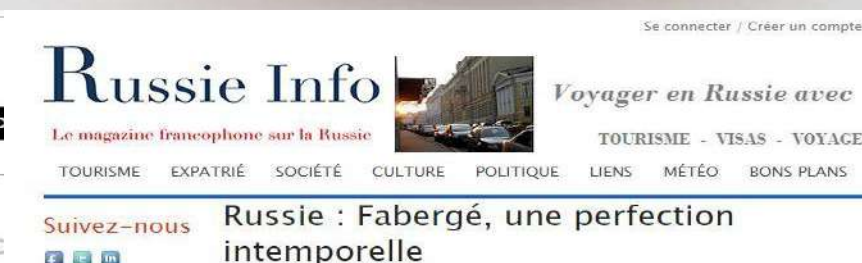 Se connecter / Créer un compte
Russie Info
Le magazine francophone sur la Russie
Voyager en Russie avec
TOURISME - VISAS - VOYAGE
TOURISME EXPATRIÉ SOCIÉTÉ CULTURE POLITIQUE LIENS MÉTÉO BONS PLANS
Suivez-nous
Russie : Fabergé, une perfection
intemporelle